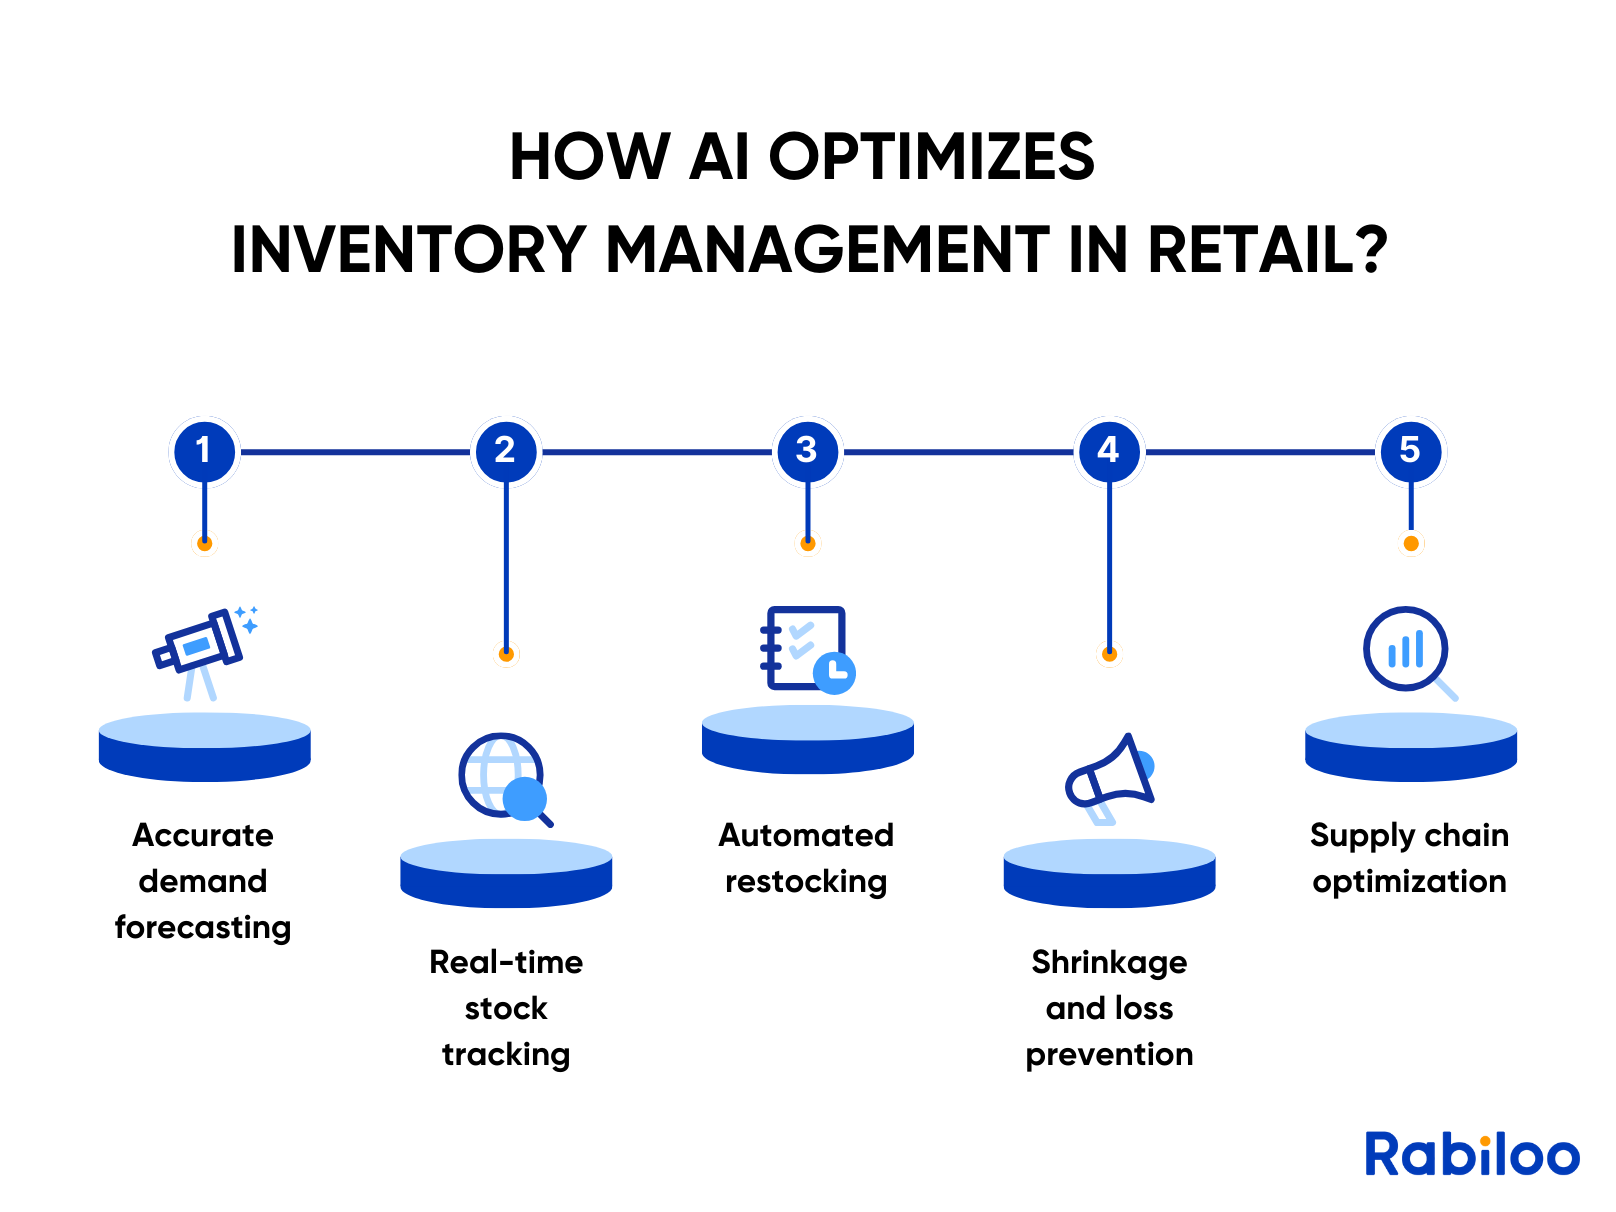 HOW AI OPTIMIZES
INVENTORY MANAGEMENT IN RETAIL?
1
2
3
4
5
Accurate
demand
forecasting
Real-time
stock
tracking
Automated
restocking
Shrinkage
and loss
prevention
Supply chain
optimization
Rabiloo